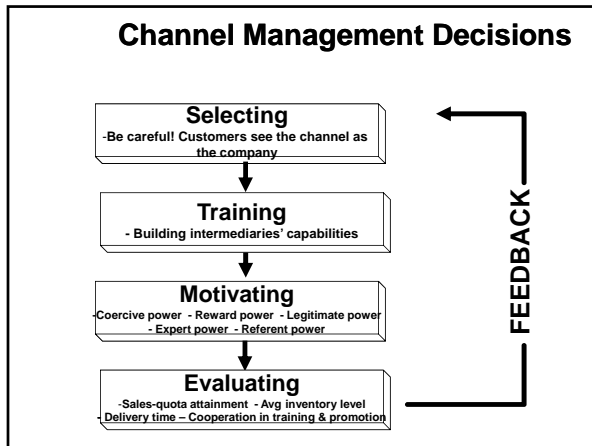 Channel Management Decisions
Selecting
-Be careful! Customers see the channel as
the company
Training
- Building intermediaries' capabilities
Motivating
-Coercive power - Reward power - Legitimate power
- Expert power - Referent power
Evaluating
-Sales-quota attainment - Avg inventory level
- Delivery time – Cooperation in training & promotion
FEEDBACK